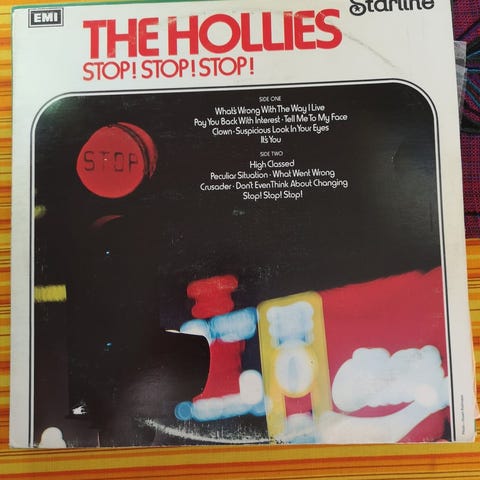 EMI
Starline
THE HOLLIES
STOP! STOP! STOP!
SIDE ONE
What's Wrong With The Way I Live
Pay You Back With Interest · Tell Me To My Face
Clown · Suspicious Look In Your Eyes
It's You
SIDE TWO
High Classed
Peculiar Situation · What Went Wrong
Crusader · Don't Even Think About Changing
Stop! Stop! Stop!
STOP